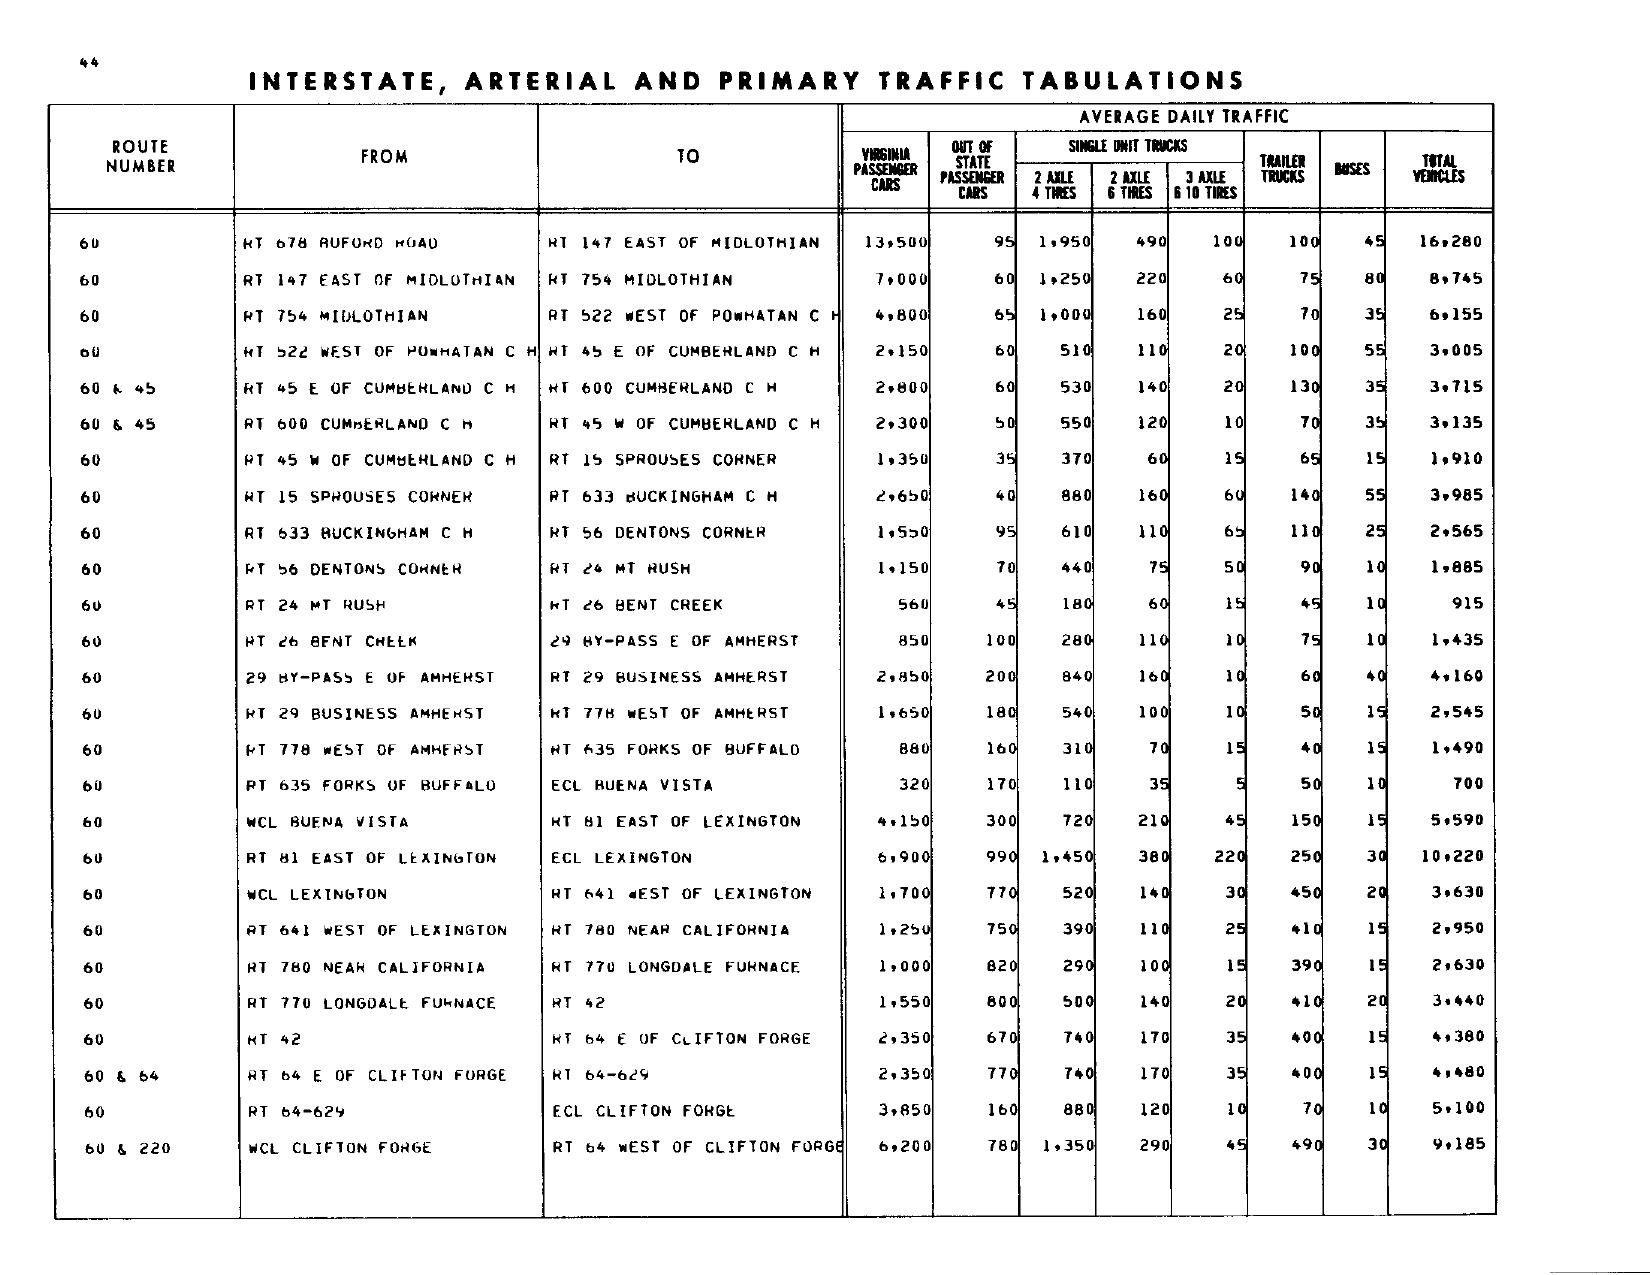 44
INTERSTATE, ARTERIAL AND PRIMARY TRAFFIC TABULATIONS
AVERAGE DAILY TRAFFIC
ROUTE NUMBER FROM TO VIRGINIA PASSENGER CARS OUT OF STATE PASSENGER CARS SINGLE UNIT TRUCKS 2 AXLE 4 TIRES 2 AXLE 6 TIRES 3 AXLE 6 10 TIRES TRAILER TRUCKS BUSES TOTAL VEHICLES
60 RT 678 BUFORD ROAD RT 147 EAST OF MIDLOTHIAN 13,500 95 1,950 490 100 100 45 16,280
60 RT 147 EAST OF MIDLOTHIAN RT 754 MIDLOTHIAN 7,000 60 1,250 220 60 75 80 8,745
60 RT 754 MIDLOTHIAN RT 522 WEST OF POWHATAN C H 4,800 65 1,000 160 25 70 35 6,155
60 RT 522 WEST OF POWHATAN C H RT 45 E OF CUMBERLAND C H 2,150 60 510 110 20 100 55 3,005
60 & 45 RT 45 E OF CUMBERLAND C H RT 600 CUMBERLAND C H 2,800 60 530 140 20 130 35 3,715
60 & 45 RT 600 CUMBERLAND C H RT 45 W OF CUMBERLAND C H 2,300 50 550 120 10 70 35 3,135
60 RT 45 W OF CUMBERLAND C H RT 15 SPROUSES CORNER 1,350 35 370 60 15 65 15 1,910
60 RT 15 SPROUSES CORNER RT 633 BUCKINGHAM C H 2,650 40 880 160 60 140 55 3,985
60 RT 633 BUCKINGHAM C H RT 56 DENTONS CORNER 1,550 95 610 110 65 110 25 2,565
60 RT 56 DENTONS CORNER RT 24 MT RUSH 1,150 70 440 75 50 90 10 1,885
60 RT 24 MT RUSH RT 26 BENT CREEK 560 45 180 60 15 45 10 915
60 RT 26 BENT CREEK 29 BY-PASS E OF AMHERST 850 100 280 110 10 75 10 1,435
60 29 BY-PASS E OF AMHERST RT 29 BUSINESS AMHERST 2,850 200 840 160 10 60 40 4,160
60 RT 29 BUSINESS AMHERST RT 778 WEST OF AMHERST 1,650 180 540 100 10 50 15 2,545
60 RT 778 WEST OF AMHERST RT 635 FORKS OF BUFFALO 880 160 310 70 15 40 15 1,490
60 RT 635 FORKS OF BUFFALO ECL BUENA VISTA 320 170 110 35 5 50 10 700
60 WCL BUENA VISTA RT 81 EAST OF LEXINGTON 4,150 300 720 210 45 150 15 5,590
60 RT 81 EAST OF LEXINGTON ECL LEXINGTON 6,900 990 1,450 380 220 250 30 10,220
60 WCL LEXINGTON RT 641 WEST OF LEXINGTON 1,700 770 520 140 30 450 20 3,630
60 RT 641 WEST OF LEXINGTON RT 780 NEAR CALIFORNIA 1,250 750 390 110 25 410 15 2,950
60 RT 780 NEAR CALIFORNIA RT 770 LONGDALE FURNACE 1,000 820 290 100 15 390 15 2,630
60 RT 770 LONGDALE FURNACE RT 42 1,550 800 500 140 20 410 20 3,440
60 RT 42 RT 64 E OF CLIFTON FORGE 2,350 670 740 170 35 400 15 4,380
60 & 64 RT 64 E OF CLIFTON FORGE RT 64-629 2,350 770 740 170 35 400 15 4,480
60 RT 64-629 ECL CLIFTON FORGE 3,850 160 880 120 10 70 10 5,100
60 & 220 WCL CLIFTON FORGE RT 64 WEST OF CLIFTON FORGE 6,200 780 1,350 290 45 490 30 9,185